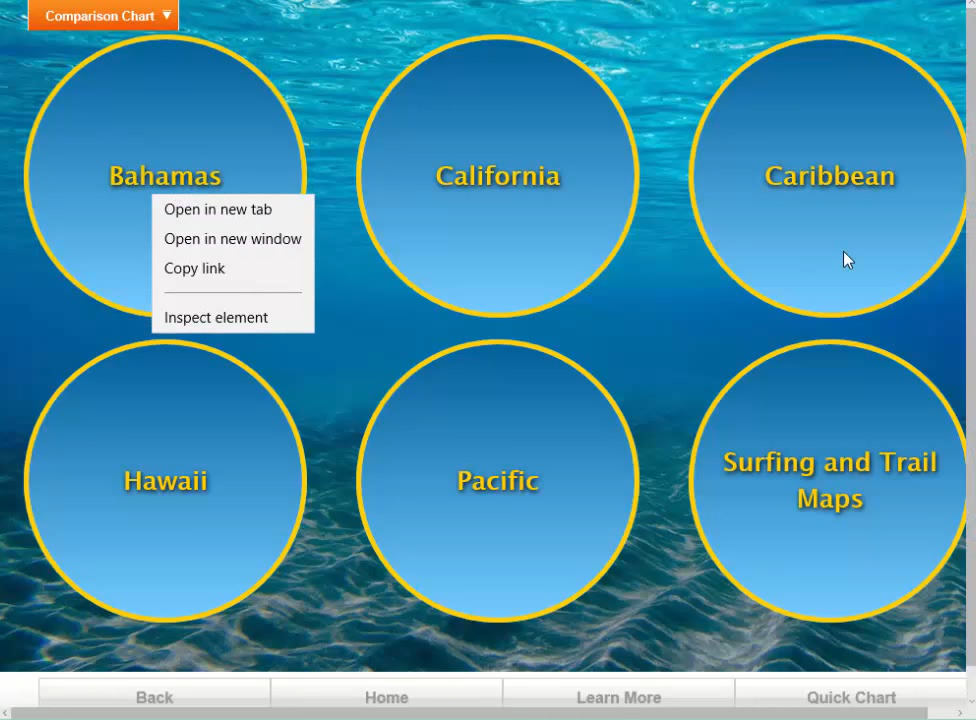 Comparison Chart
Bahamas
California
Caribbean
Open in new tab
Open in new window
Copy link
Inspect element
Hawaii
Pacific
Surfing and Trail
Maps
Back
Home
Learn More
Quick Chart